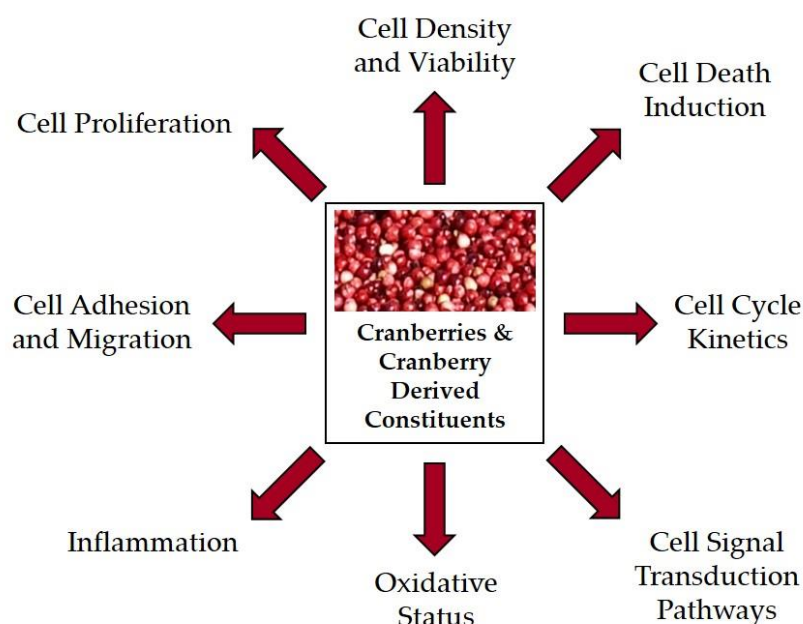 Cell Density
and Viability
Cell Death
Induction
Cell Proliferation
Cell Adhesion
and Migration
Cranberries &
Cranberry
Derived
Constituents
Cell Cycle
Kinetics
Inflammation
Oxidative
Status
Cell Signal
Transduction
Pathways